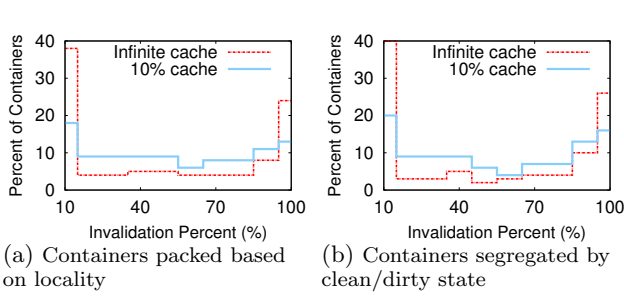 Percent of Containers
40
30
20
10
0
Infinite cache
10% cache
10 40 70 100
Invalidation Percent (%)
(a) Containers packed based
on locality
Percent of Containers
40
30
20
10
0
Infinite cache
10% cache
10 40 70 100
Invalidation Percent (%)
(b) Containers segregated by
clean/dirty state